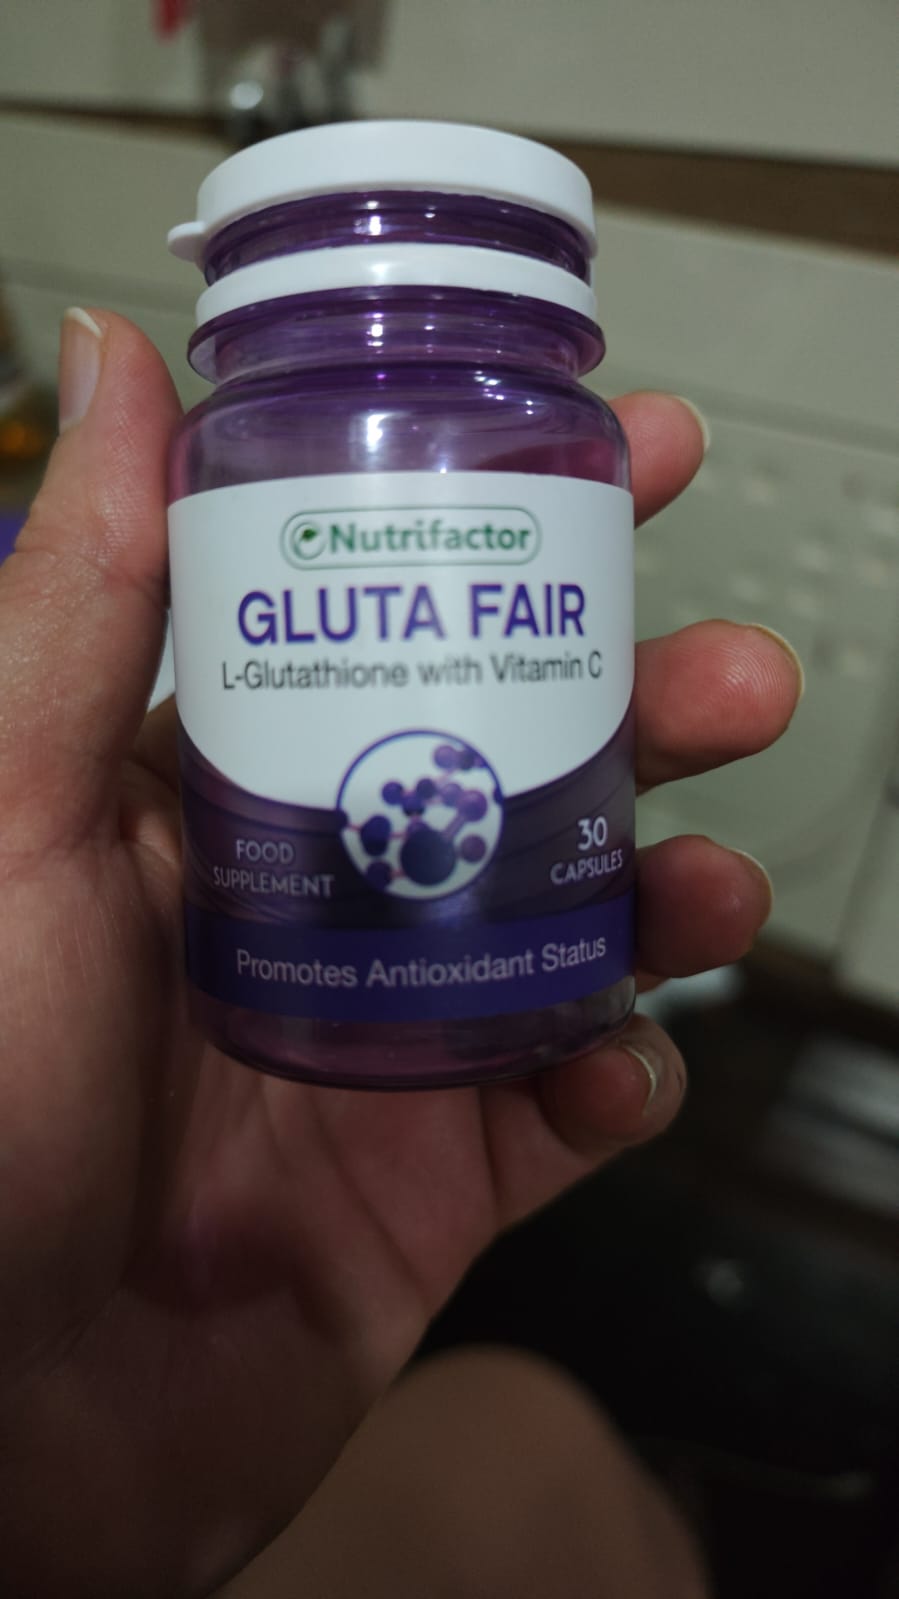 Nutrifactor
GLUTA FAIR
L-Glutathione with Vitamin C
FOOD
SUPPLEMENT
30
CAPSULES
Promotes Antioxidant Status